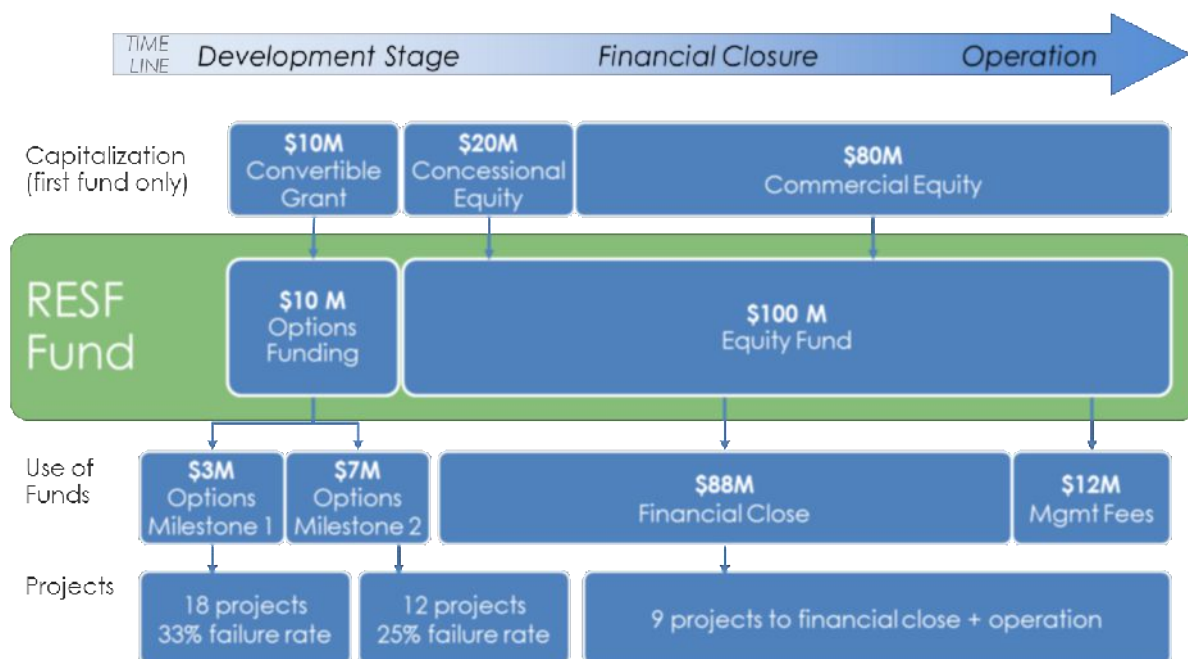 TIME
LINE
Development Stage
Financial Closure
Operation
Capitalization
(first fund only)
$10M
Convertible
Grant
$20M
Concessional
Equity
$80M
Commercial Equity
RESF
Fund
$10 M
Options
Funding
$100 M
Equity Fund
Use of
Funds
$3M
Options
Milestone 1
$7M
Options
Milestone 2
$88M
Financial Close
$12M
Mgmt Fees
Projects
18 projects
33% failure rate
12 projects
25% failure rate
9 projects to financial close + operation